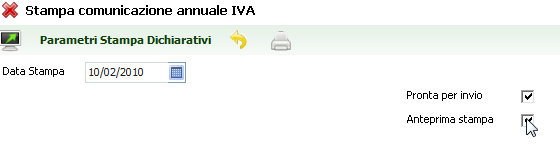 Stampa comunicazione annuale IVA
Parametri Stampa Dichiarativi
Data Stampa 10/02/2010
Pronta per invio
Anteprima stampa